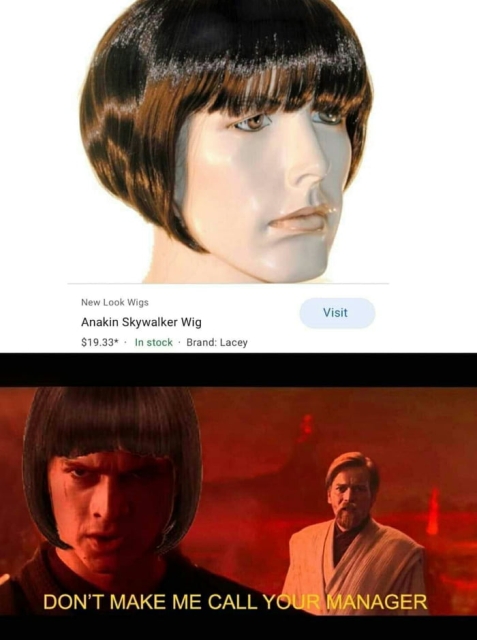 New Look Wigs
Visit
Anakin Skywalker Wig
$19.33* · In stock · Brand: Lacey
DON'T MAKE ME CALL YOUR MANAGER